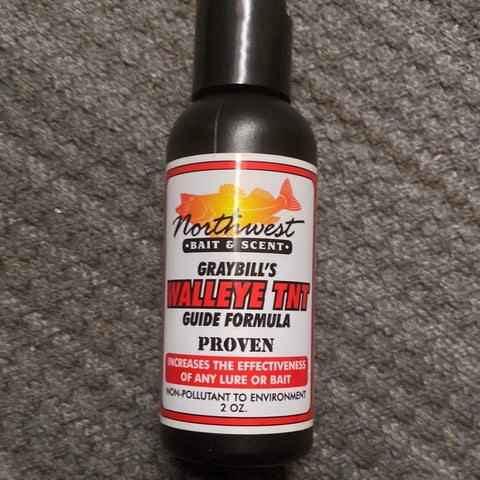 Northwest
• BAIT & SCENT •
GRAYBILL'S
WALLEYE TNT
GUIDE FORMULA
PROVEN
INCREASES THE EFFECTIVENESS
OF ANY LURE OR BAIT
NON-POLLUTANT TO ENVIRONMENT
2 OZ.